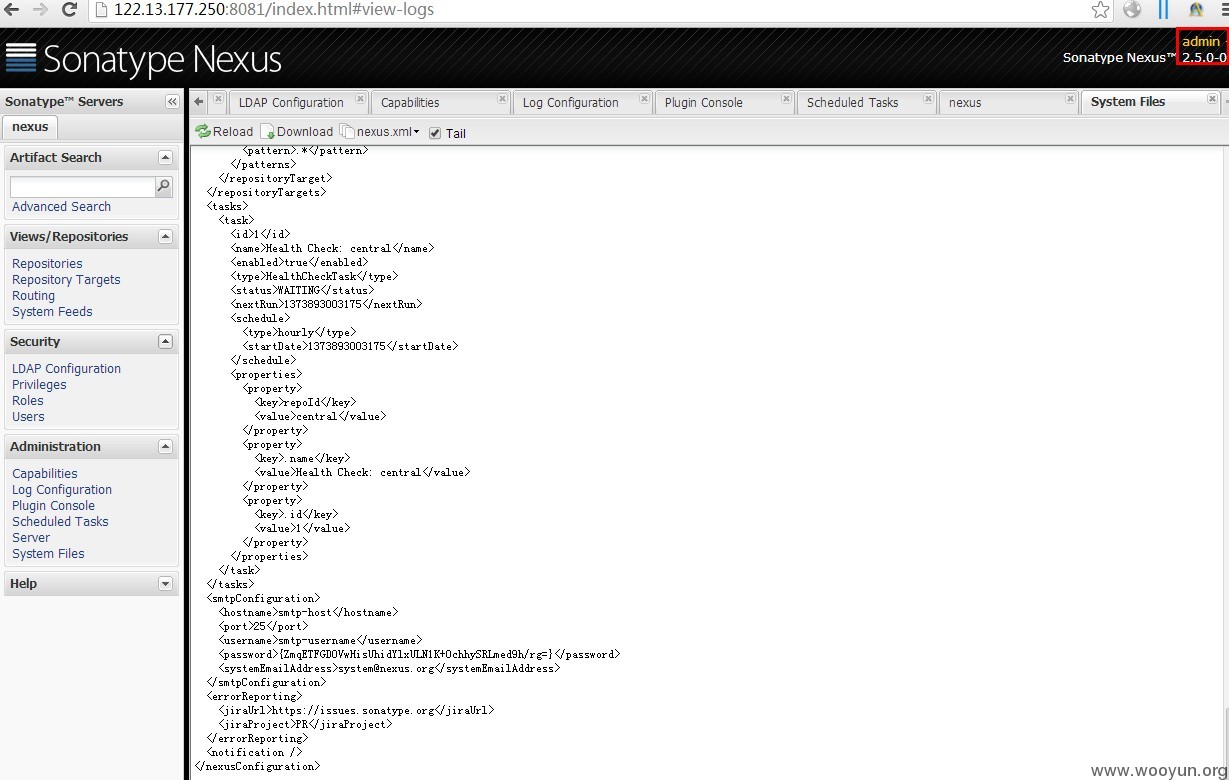 122.13.177.250:8081/index.html#view-logs
Sonatype Nexus
admin
Sonatype Nexus™ 2.5.0-0
Sonatype™ Servers
nexus
Artifact Search
Advanced Search
Views/Repositories
Repositories
Repository Targets
Routing
System Feeds
Security
LDAP Configuration
Privileges
Roles
Users
Administration
Capabilities
Log Configuration
Plugin Console
Scheduled Tasks
Server
System Files
Help
LDAP Configuration Capabilities Log Configuration Plugin Console Scheduled Tasks nexus System Files
Reload Download nexus.xml Tail
<pattern>.*</pattern>
</patterns>
</repositoryTarget>
</repositoryTargets>
<tasks>
<task>
<id>1</id>
<name>Health Check: central</name>
<enabled>true</enabled>
<type>HealthCheckTask</type>
<status>WAITING</status>
<nextRun>1373893003175</nextRun>
<schedule>
<type>hourly</type>
<startDate>1373893003175</startDate>
</schedule>
<properties>
<property>
<key>repoId</key>
<value>central</value>
</property>
<property>
<key>.name</key>
<value>Health Check: central</value>
</property>
<property>
<key>.id</key>
<value>1</value>
</property>
</properties>
</task>
</tasks>
<smtpConfiguration>
<hostname>smtp-host</hostname>
<port>25</port>
<username>smtp-username</username>
<password>{ZmqETFGDOVwHisUhidYlxULN1K+OchhySRLmed9h/rg=}</password>
<systemEmailAddress>system@nexus.org</systemEmailAddress>
</smtpConfiguration>
<errorReporting>
<jiraUrl>https://issues.sonatype.org</jiraUrl>
<jiraProject>PR</jiraProject>
</errorReporting>
<notification />
</nexusConfiguration>
www.wooyun.org